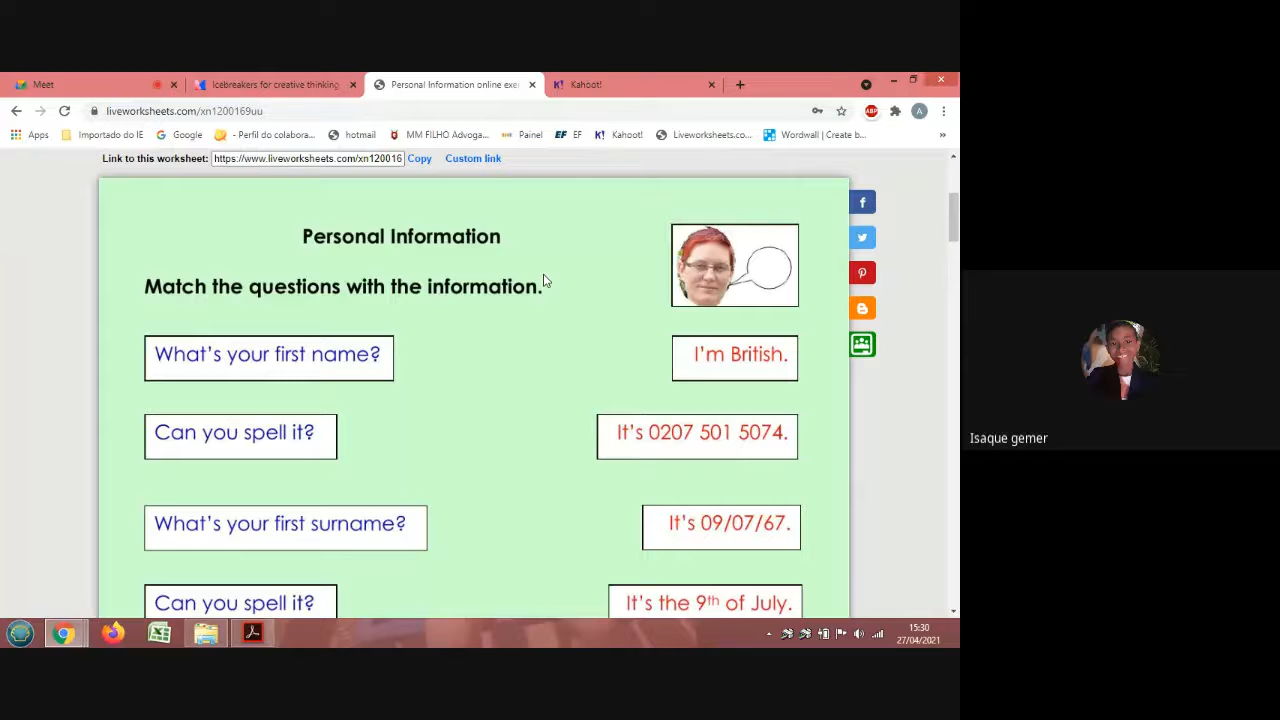 Meet
Icebreakers for creative thinking
Personal Information online exe
Kahoot!
liveworksheets.com/xn1200169uu
A
Apps
Importado do IE
Google
- Perfil do colabora...
hotmail
MM FILHO Advoga...
Painel
EF EF
Kahoot!
Liveworksheets.co...
Wordwall | Create b...
»
Link to this worksheet: https://www.liveworksheets.com/xn120016 Copy Custom link
Personal Information
Match the questions with the information.
What's your first name?
I'm British.
Can you spell it?
It's 0207 501 5074.
What's your first surname?
It's 09/07/67.
Can you spell it?
It's the 9th of July.
Isaque gemer
15:30
27/04/2021